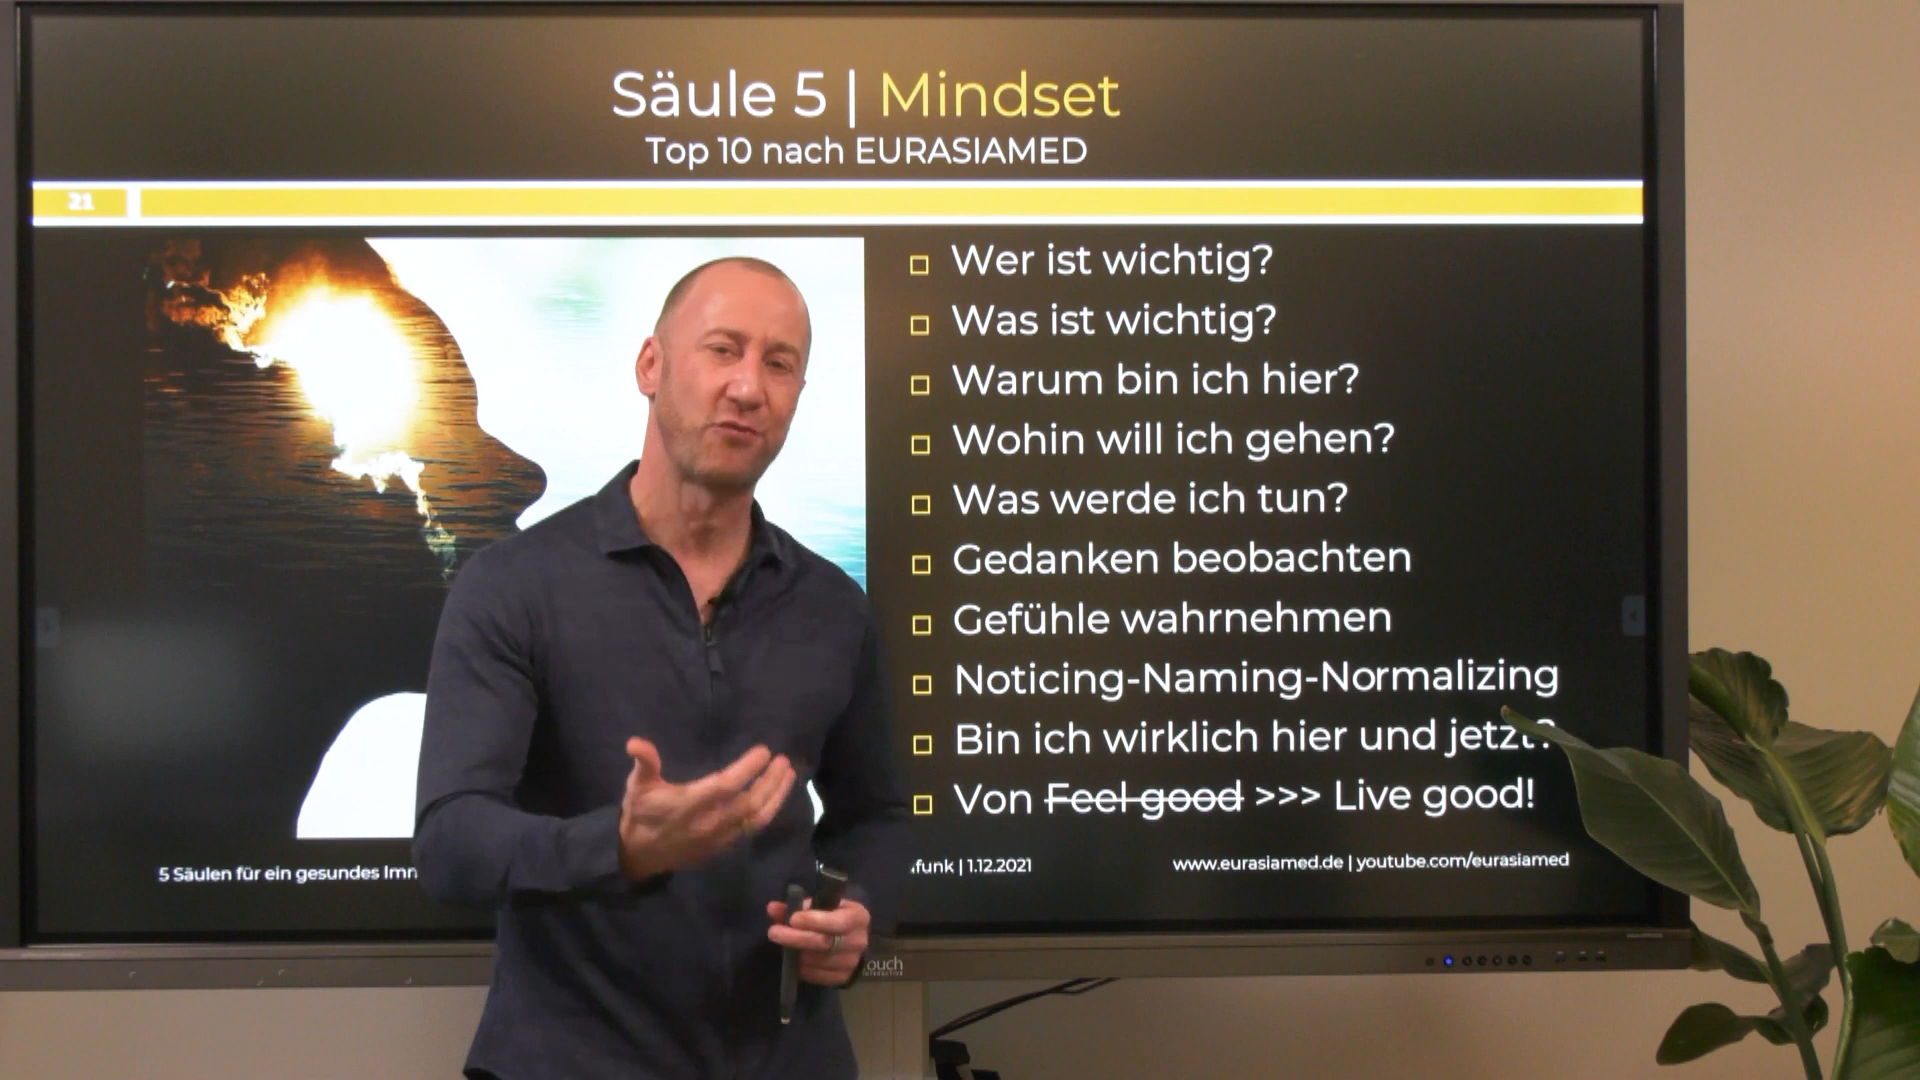 Säule 5 | Mindset
Top 10 nach EURASIAMED
21
Wer ist wichtig?
Was ist wichtig?
Warum bin ich hier?
Wohin will ich gehen?
Was werde ich tun?
Gedanken beobachten
Gefühle wahrnehmen
Noticing-Naming-Normalizing
Bin ich wirklich hier und jetzt?
Von Feel good >>> Live good!
5 Säulen für ein gesundes Imm
funk | 1.12.2021
www.eurasiamed.de | youtube.com/eurasiamed
ouch